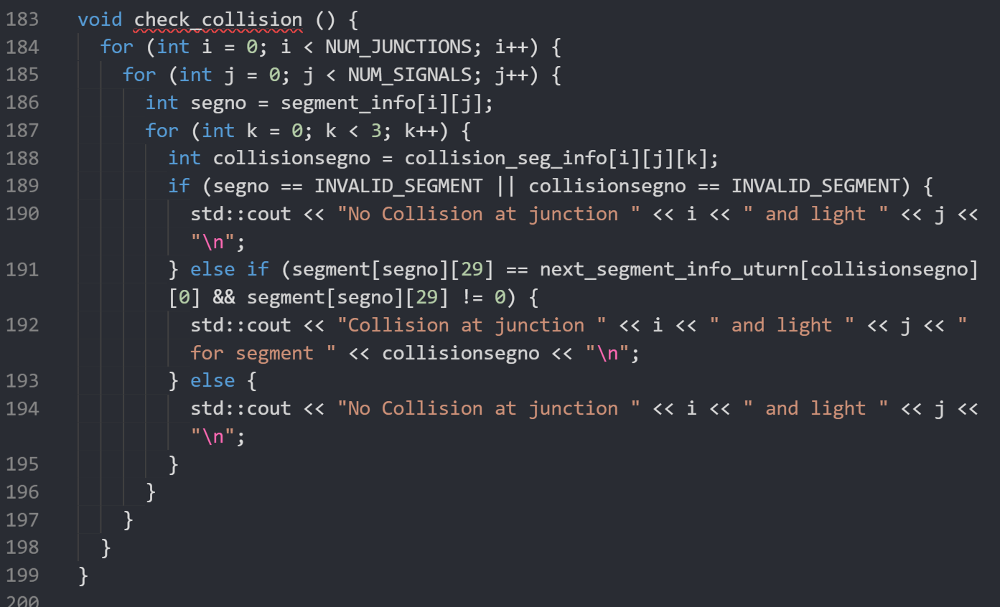 183 void check_collision () {
184 for (int i = 0; i < NUM_JUNCTIONS; i++) {
185 for (int j = 0; j < NUM_SIGNALS; j++) {
186 int segno = segment_info[i][j];
187 for (int k = 0; k < 3; k++) {
188 int collisionsegno = collision_seg_info[i][j][k];
189 if (segno == INVALID_SEGMENT || collisionsegno == INVALID_SEGMENT) {
190 std::cout << "No Collision at junction " << i << " and light " << j <<
"\n";
191 } else if (segment[segno][29] == next_segment_info_uturn[collisionsegno]
[0] && segment[segno][29] != 0) {
192 std::cout << "Collision at junction " << i << " and light " << j << "
for segment " << collisionsegno << "\n";
193 } else {
194 std::cout << "No Collision at junction " << i << " and light " << j <<
"\n";
195 }
196 }
197 }
198 }
199 }
200